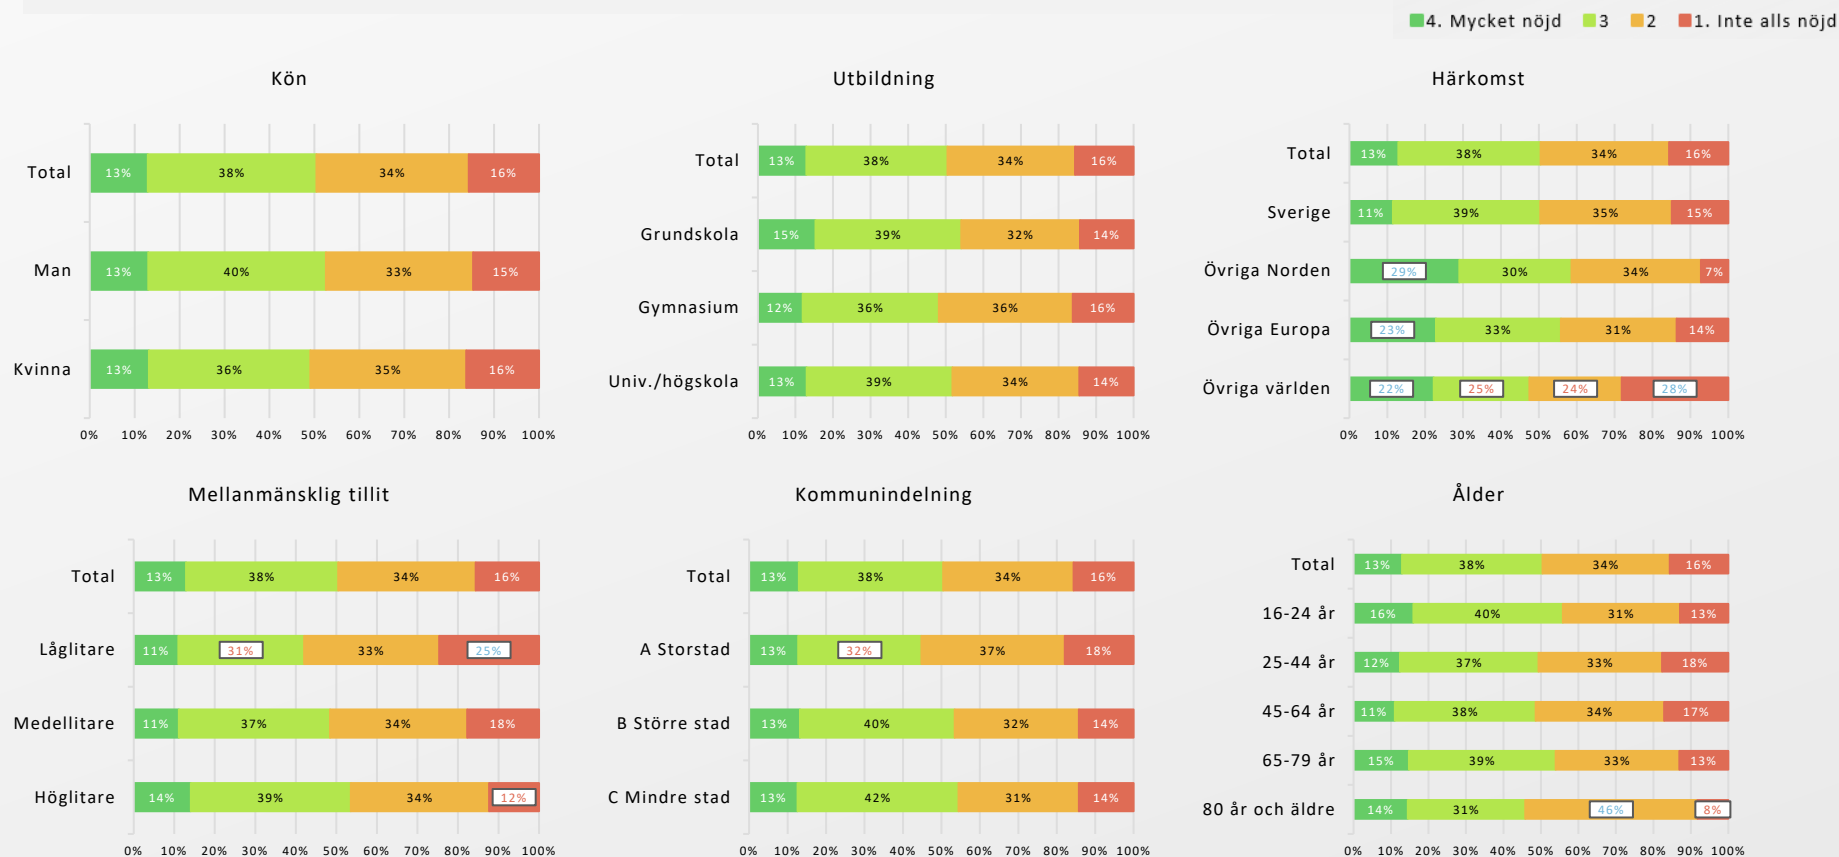 4. Mycket nöjd 3 2 1. Inte alls nöjd
Kön
Total 13% 38% 34% 16%
Man 13% 40% 33% 15%
Kvinna 13% 36% 35% 16%
0% 10% 20% 30% 40% 50% 60% 70% 80% 90% 100%
Utbildning
Total 13% 38% 34% 16%
Grundskola 15% 39% 32% 14%
Gymnasium 12% 36% 36% 16%
Univ./högskola 13% 39% 34% 14%
0% 10% 20% 30% 40% 50% 60% 70% 80% 90% 100%
Härkomst
Total 13% 38% 34% 16%
Sverige 11% 39% 35% 15%
Övriga Norden 29% 30% 34% 7%
Övriga Europa 23% 33% 31% 14%
Övriga världen 22% 25% 24% 28%
0% 10% 20% 30% 40% 50% 60% 70% 80% 90% 100%
Mellanmänsklig tillit
Total 13% 38% 34% 16%
Låglitare 11% 31% 33% 25%
Medellitare 11% 37% 34% 18%
Höglitare 14% 39% 34% 12%
0% 10% 20% 30% 40% 50% 60% 70% 80% 90% 100%
Kommunindelning
Total 13% 38% 34% 16%
A Storstad 13% 32% 37% 18%
B Större stad 13% 40% 32% 14%
C Mindre stad 13% 42% 31% 14%
0% 10% 20% 30% 40% 50% 60% 70% 80% 90% 100%
Ålder
Total 13% 38% 34% 16%
16-24 år 16% 40% 31% 13%
25-44 år 12% 37% 33% 18%
45-64 år 11% 38% 34% 17%
65-79 år 15% 39% 33% 13%
80 år och äldre 14% 31% 46% 8%
0% 10% 20% 30% 40% 50% 60% 70% 80% 90% 100%